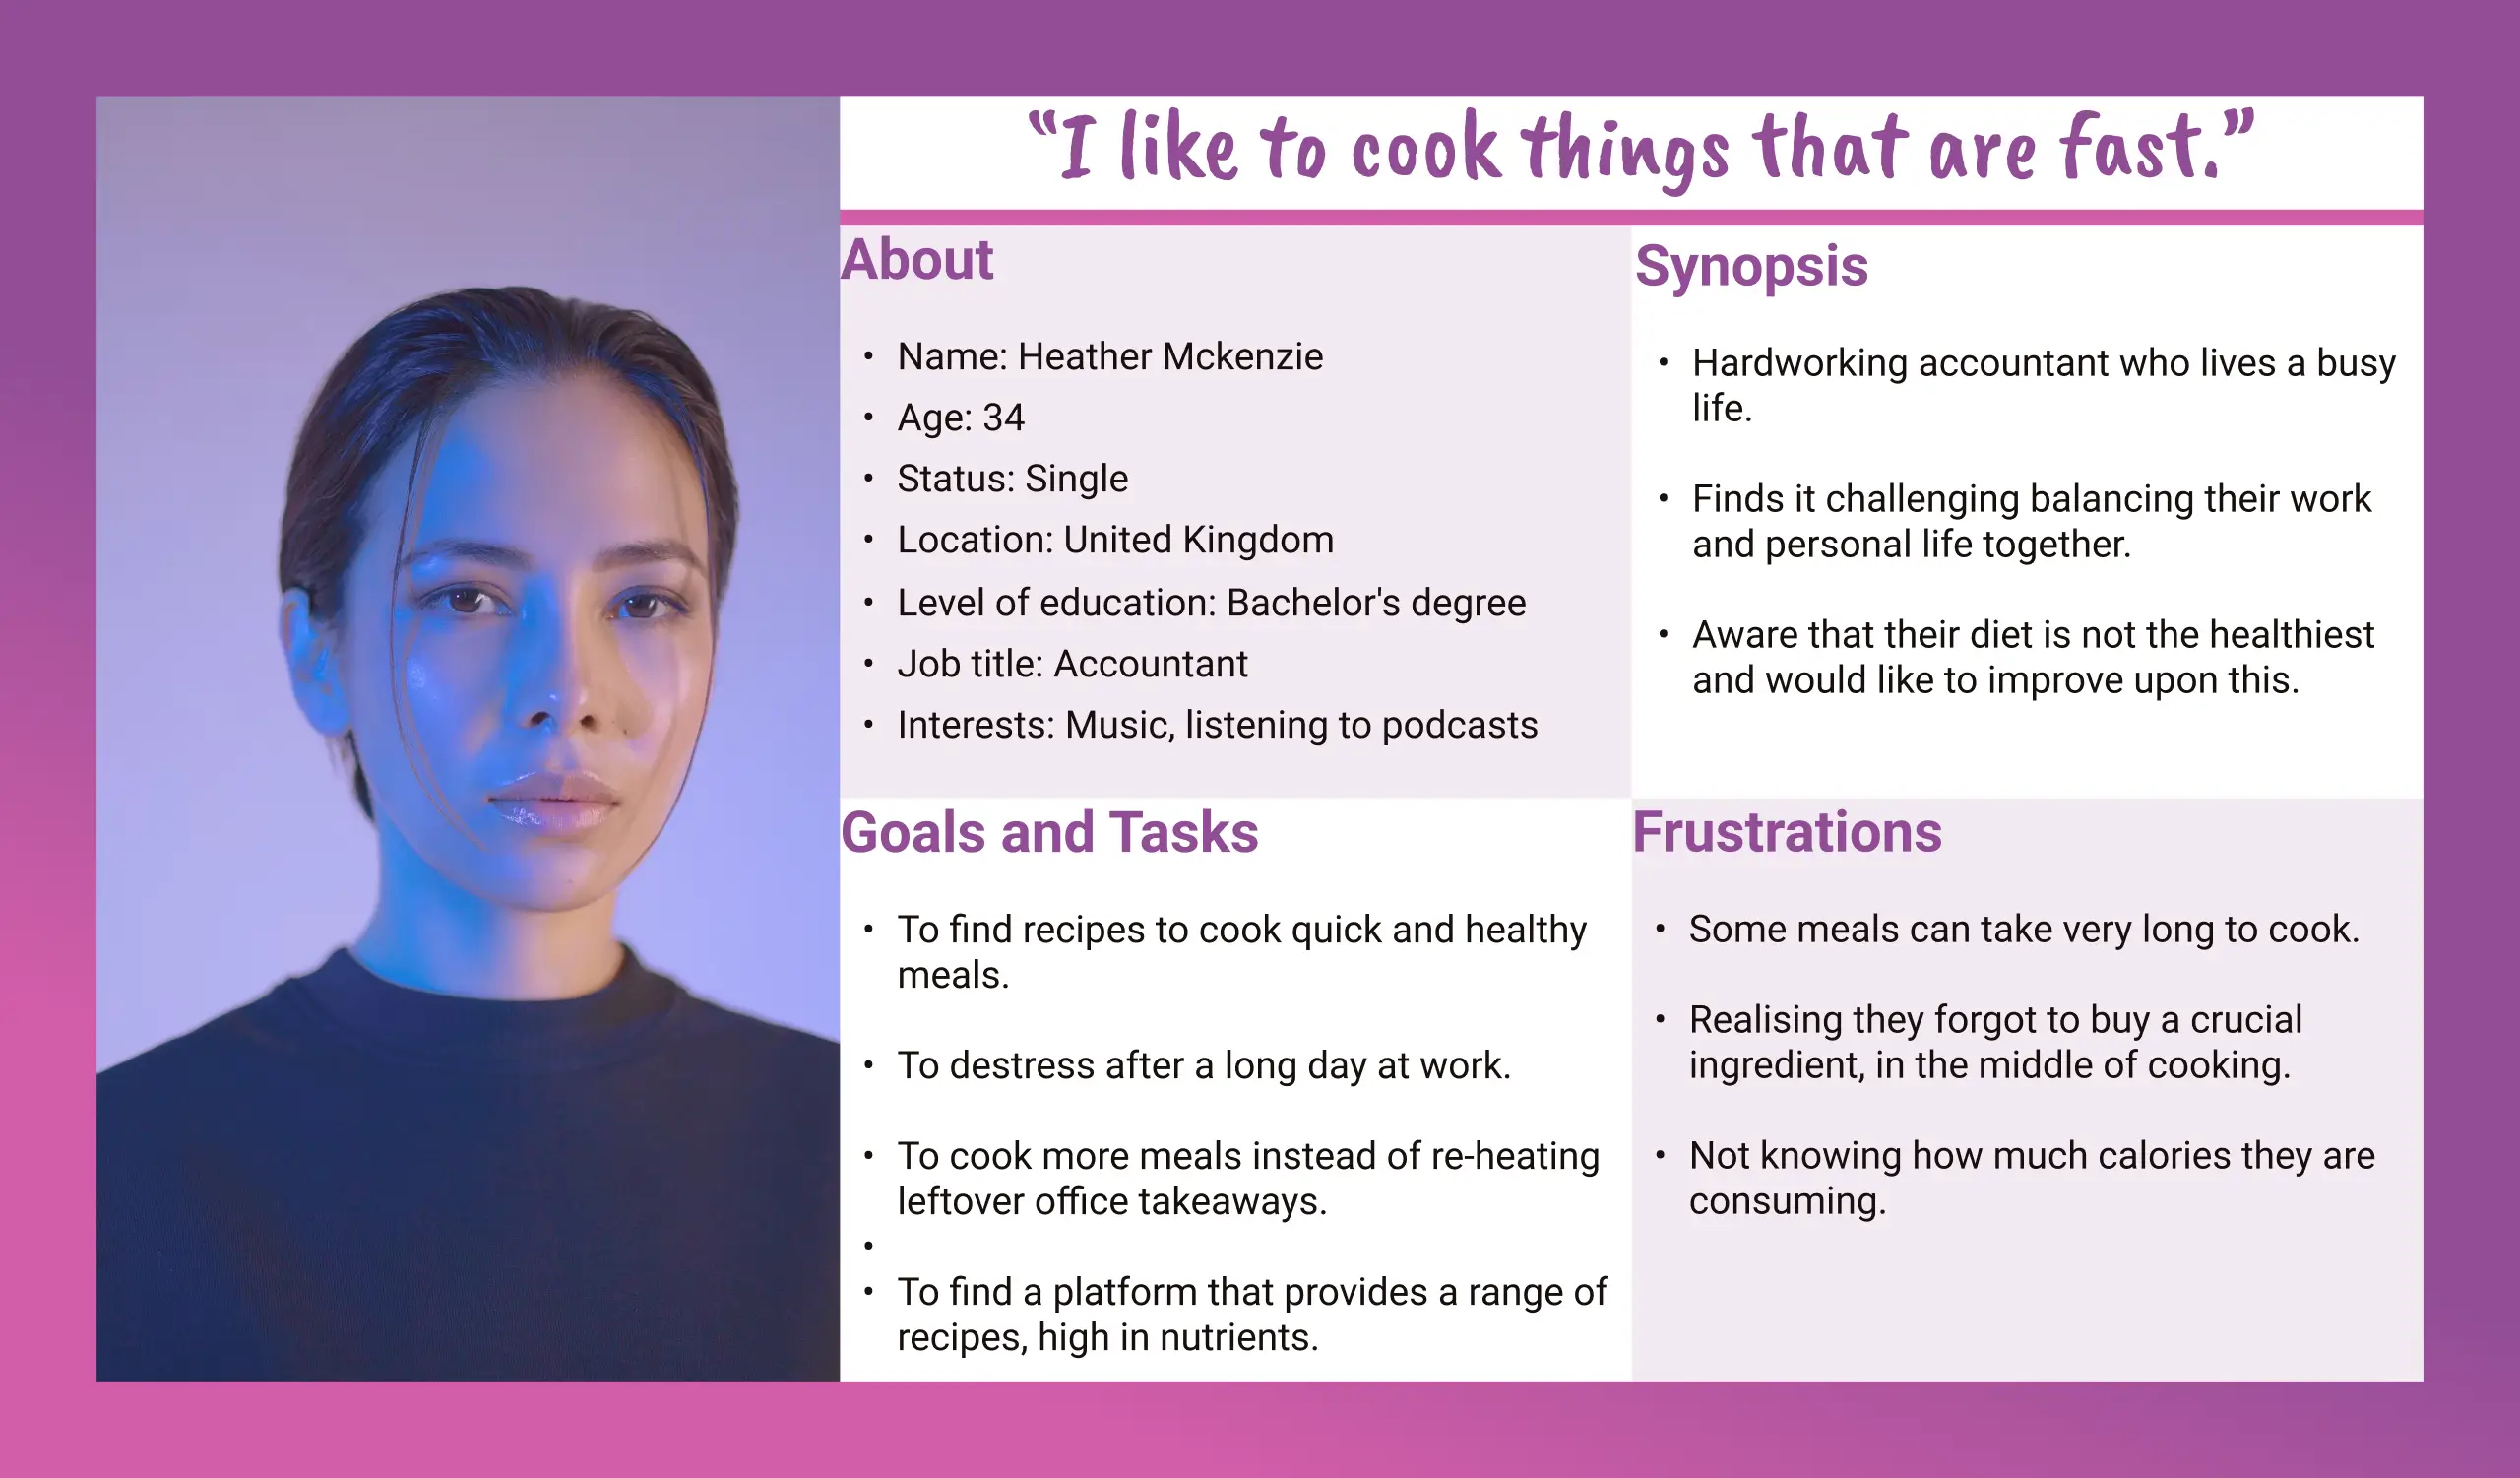 “I like to cook things that are fast.”
About
• Name: Heather Mckenzie
• Age: 34
• Status: Single
• Location: United Kingdom
• Level of education: Bachelor's degree
• Job title: Accountant
• Interests: Music, listening to podcasts
Synopsis
• Hardworking accountant who lives a busy
life.
• Finds it challenging balancing their work
and personal life together.
• Aware that their diet is not the healthiest
and would like to improve upon this.
Goals and Tasks
• To find recipes to cook quick and healthy
meals.
• To destress after a long day at work.
• To cook more meals instead of re-heating
leftover office takeaways.
•
• To find a platform that provides a range of
recipes, high in nutrients.
Frustrations
• Some meals can take very long to cook.
• Realising they forgot to buy a crucial
ingredient, in the middle of cooking.
• Not knowing how much calories they are
consuming.